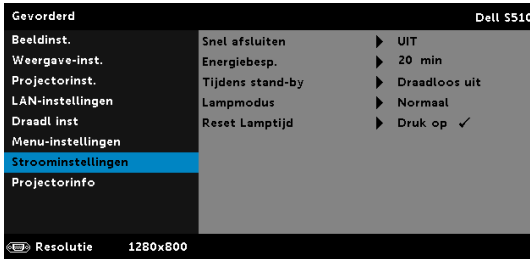 Gevorderd Dell S510
Beeldinst.
Weergave-inst.
Projectorinst.
LAN-instellingen
Draadl inst
Menu-instellingen
Stroominstellingen
Projectorinfo
Snel afsluiten UIT
Energiebesp. 20 min
Tijdens stand-by Draadloos uit
Lampmodus Normaal
Reset Lamptijd Druk op ✓
Resolutie 1280x800